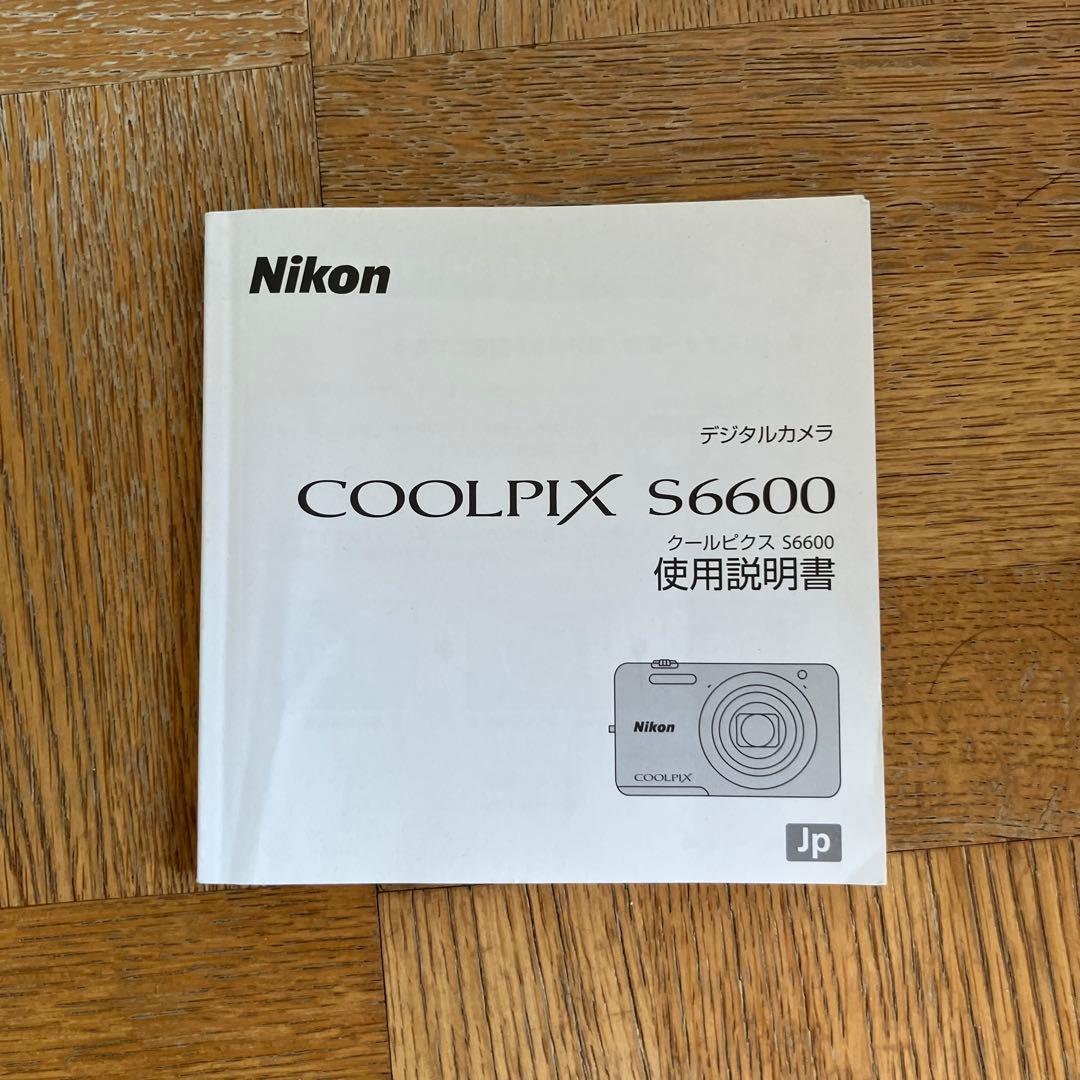 Nikon
デジタルカメラ
COOLPIX S6600
クールピクス S6600
使用説明書
Nikon
COOLPIX
Jp